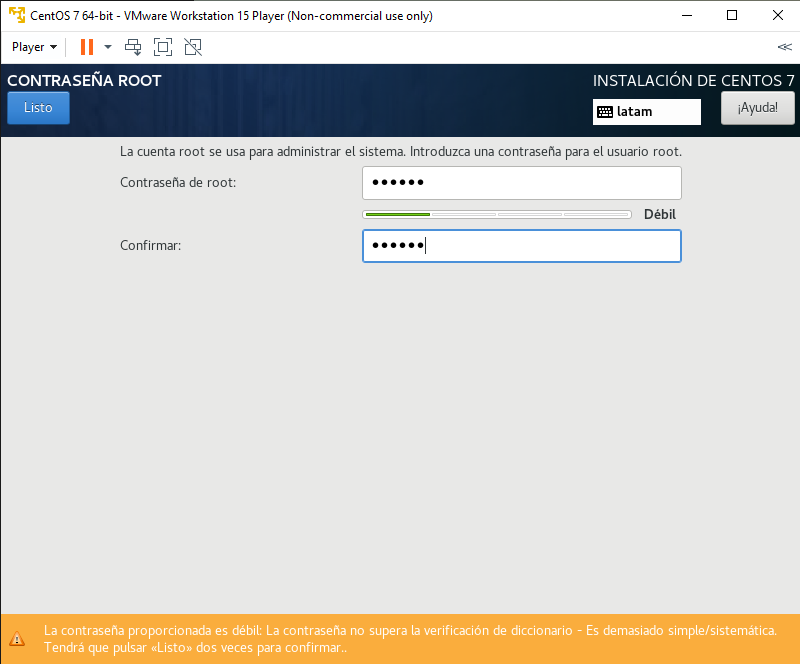 CentOS 7 64-bit - VMware Workstation 15 Player (Non-commercial use only)
Player
CONTRASEÑA ROOT
INSTALACIÓN DE CENTOS 7
Listo
latam
¡Ayuda!
La cuenta root se usa para administrar el sistema. Introduzca una contraseña para el usuario root.
Contraseña de root:
●●●●●●
Débil
Confirmar:
●●●●●●
La contraseña proporcionada es débil: La contraseña no supera la verificación de diccionario - Es demasiado simple/sistemática.
Tendrá que pulsar «Listo» dos veces para confirmar..